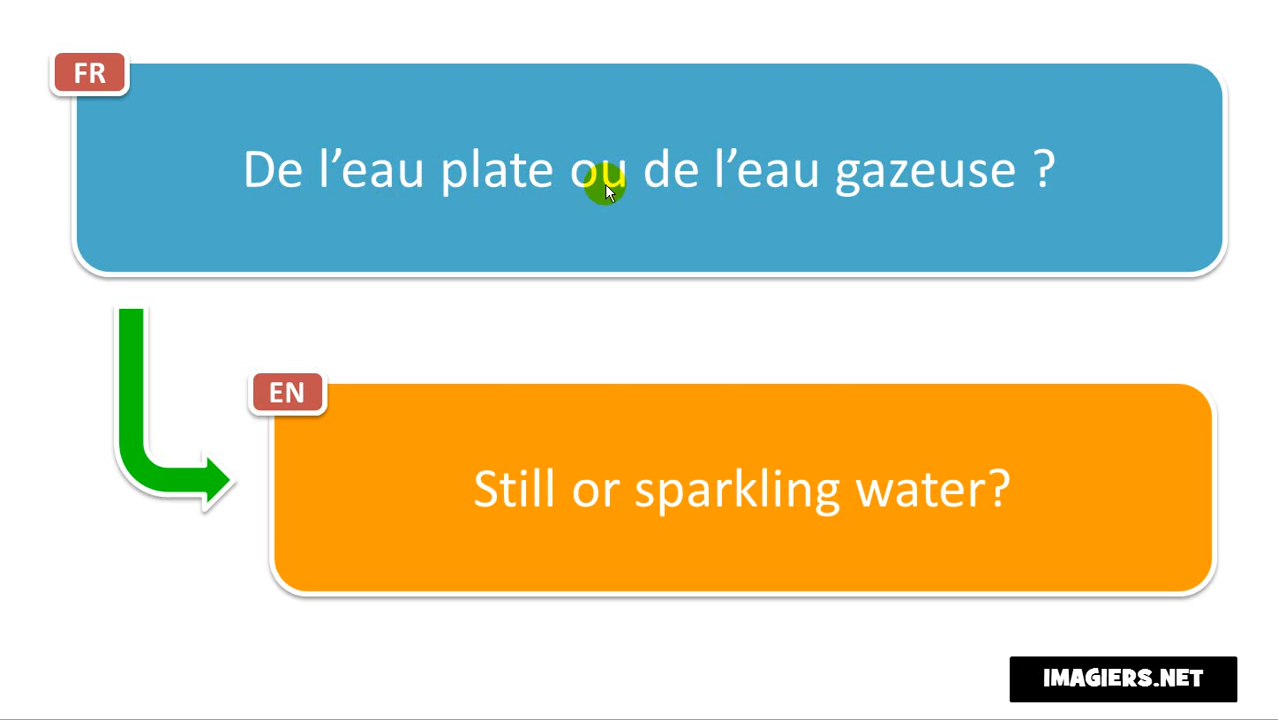 FR
De l’eau plate ou de l’eau gazeuse ?
EN
Still or sparkling water?
IMAGIERS.NET